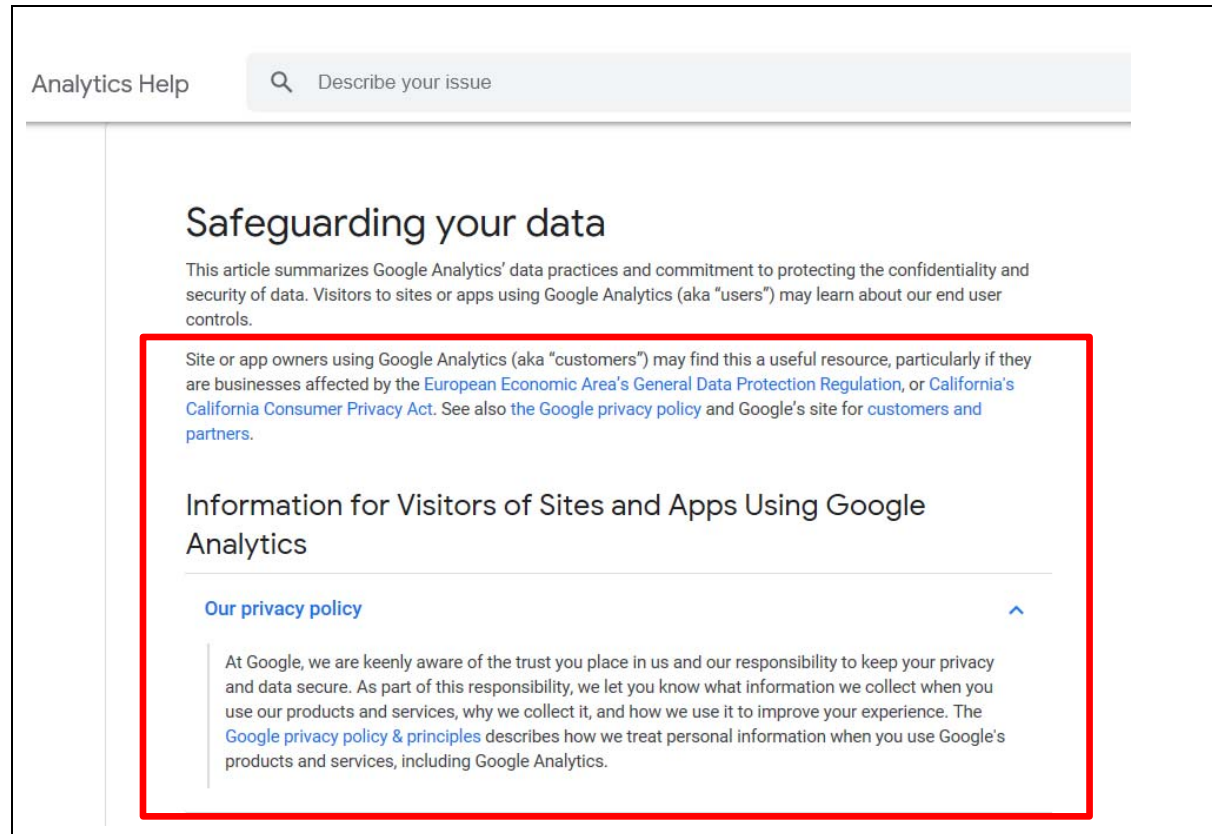 Analytics Help
Describe your issue
Safeguarding your data
This article summarizes Google Analytics’ data practices and commitment to protecting the confidentiality and
security of data. Visitors to sites or apps using Google Analytics (aka “users”) may learn about our end user
controls.
Site or app owners using Google Analytics (aka “customers”) may find this a useful resource, particularly if they
are businesses affected by the European Economic Area’s General Data Protection Regulation, or California's
California Consumer Privacy Act. See also the Google privacy policy and Google’s site for customers and
partners.
Information for Visitors of Sites and Apps Using Google
Analytics
Our privacy policy
At Google, we are keenly aware of the trust you place in us and our responsibility to keep your privacy
and data secure. As part of this responsibility, we let you know what information we collect when you
use our products and services, why we collect it, and how we use it to improve your experience. The
Google privacy policy & principles describes how we treat personal information when you use Google's
products and services, including Google Analytics.